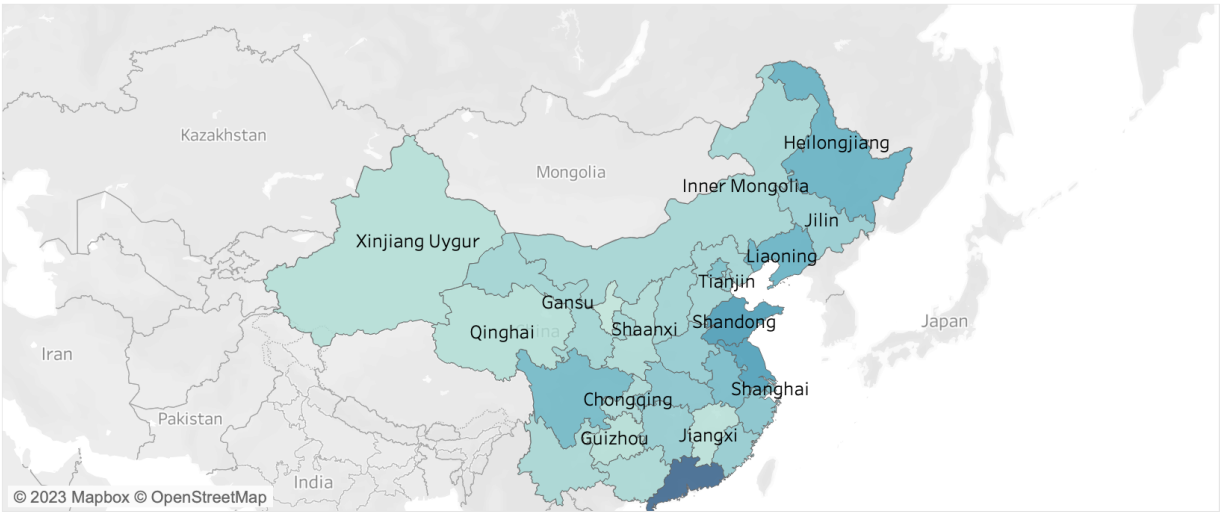 Kazakhstan
Heilongjiang
Mongolia
Inner Mongolia
Jilin
Xinjiang Uygur
Liaoning
Tianjin
Gansu
Shandong
Japan
Qinghai
Shaanxi
Iran
Shanghai
Chongqing
Pakistan
Guizhou
Jiangxi
India
© 2023 Mapbox © OpenStreetMap